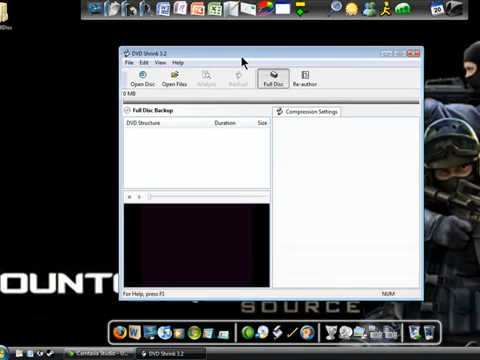 DVD Shrink 3.2
File Edit View Help
Open Disc Open Files Analysis Backup! Full Disc Re-author
0 MB
Full Disc Backup
Compression Settings
DVD Structure Duration Size
For Help, press F1
NUM
OUNT
SOURCE
Camtasia Studio - U...
DVD Shrink 3.2
20